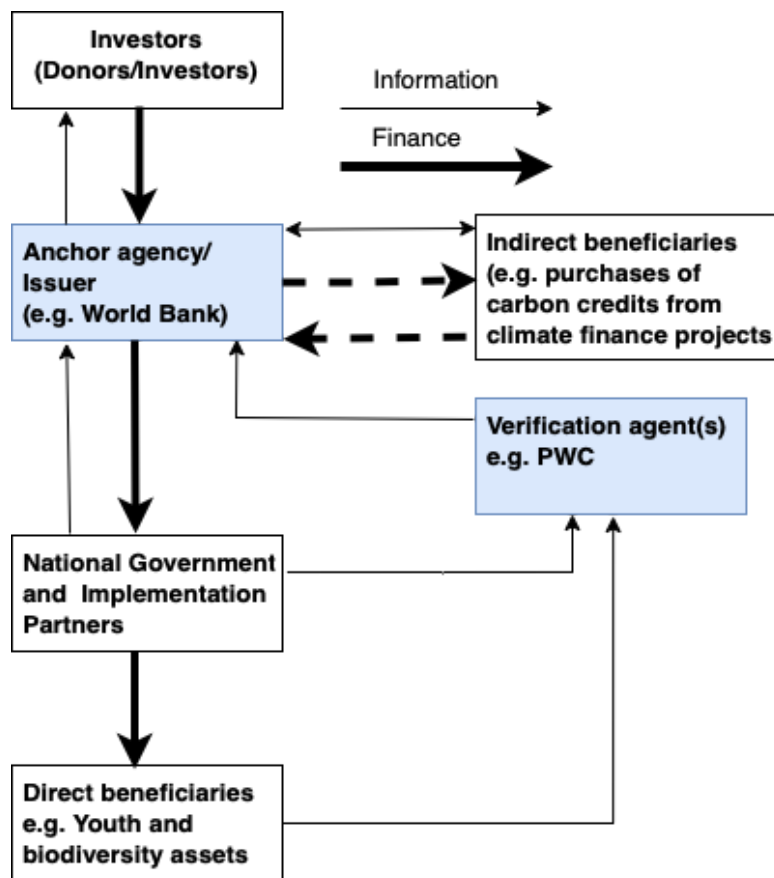 Investors
(Donors/Investors)
Information
Finance
Anchor agency/
Issuer
(e.g. World Bank)
Indirect beneficiaries
(e.g. purchases of
carbon credits from
climate finance projects
Verification agent(s)
e.g. PWC
National Government
and Implementation
Partners
Direct beneficiaries
e.g. Youth and
biodiversity assets